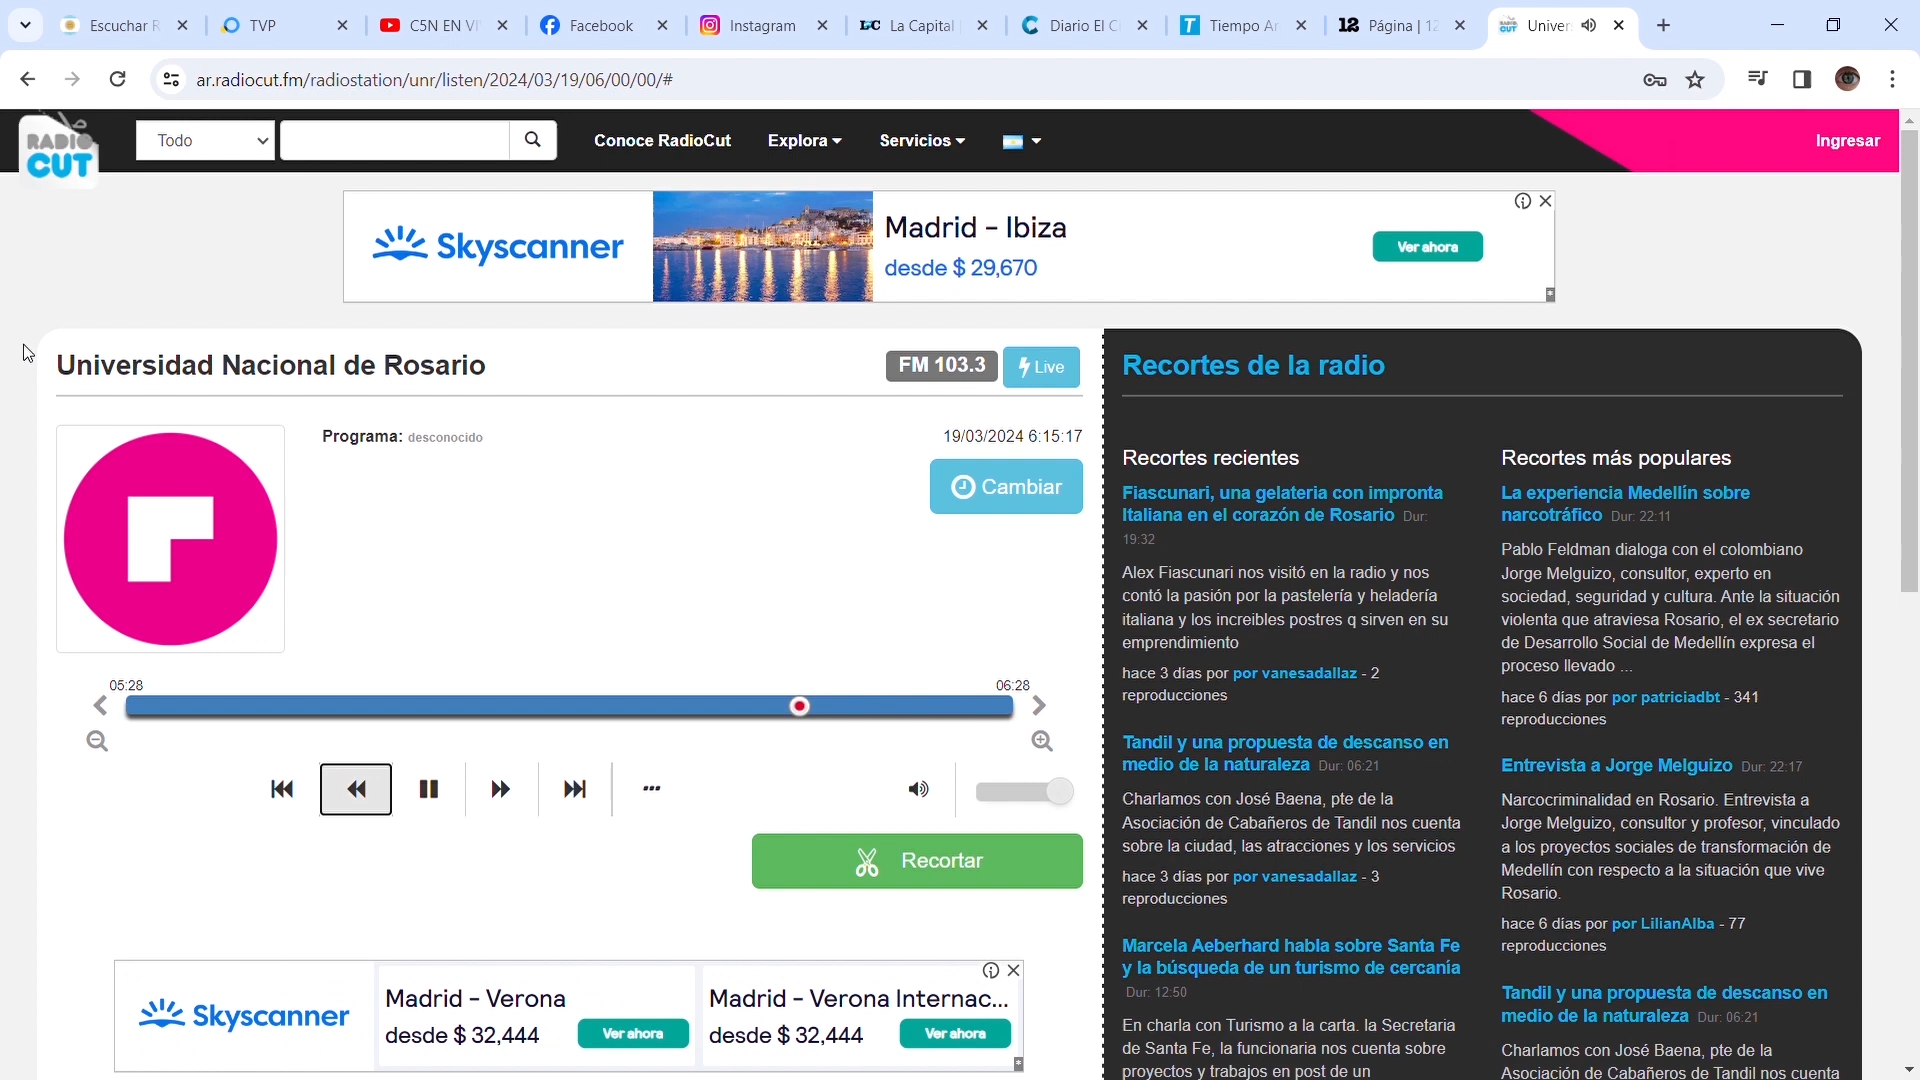 Escuchar R
TVP
C5N EN VI
Facebook
Instagram
LC La Capital
Diario El Ci
Tiempo Ar
12 Página | 12
Univer
ar.radiocut.fm/radiostation/unr/listen/2024/03/19/06/00/00/#
RADIO
CUT
Todo
Conoce RadioCut
Explora
Servicios
Ingresar
Skyscanner
Madrid - Ibiza
desde $ 29,670
Ver ahora
Universidad Nacional de Rosario
FM 103.3
Live
Programa: desconocido
19/03/2024 6:15:17
Cambiar
05:28
06:28
Recortar
Skyscanner
Madrid - Verona
desde $ 32,444
Ver ahora
Madrid - Verona Internac...
desde $ 32,444
Ver ahora
Recortes de la radio
Recortes recientes
Fiascunari, una gelateria con impronta
Italiana en el corazón de Rosario Dur:
19:32
Alex Fiascunari nos visitó en la radio y nos
contó la pasión por la pastelería y heladería
italiana y los increibles postres q sirven en su
emprendimiento
hace 3 días por por vanesadallaz - 2
reproducciones
Tandil y una propuesta de descanso en
medio de la naturaleza Dur: 06:21
Charlamos con José Baena, pte de la
Asociación de Cabañeros de Tandil nos cuenta
sobre la ciudad, las atracciones y los servicios
hace 3 días por por vanesadallaz - 3
reproducciones
Marcela Aeberhard habla sobre Santa Fe
y la búsqueda de un turismo de cercanía
Dur: 12:50
En charla con Turismo a la carta. la Secretaria
de Santa Fe, la funcionaria nos cuenta sobre
proyectos y trabajos en post de un
Recortes más populares
La experiencia Medellín sobre
narcotráfico Dur: 22:11
Pablo Feldman dialoga con el colombiano
Jorge Melguizo, consultor, experto en
sociedad, seguridad y cultura. Ante la situación
violenta que atraviesa Rosario, el ex secretario
de Desarrollo Social de Medellín expresa el
proceso llevado ...
hace 6 días por por patriciadbt - 341
reproducciones
Entrevista a Jorge Melguizo Dur: 22:17
Narcocriminalidad en Rosario. Entrevista a
Jorge Melguizo, consultor y profesor, vinculado
a los proyectos sociales de transformación de
Medellín con respecto a la situación que vive
Rosario.
hace 6 días por por LilianAlba - 77
reproducciones
Tandil y una propuesta de descanso en
medio de la naturaleza Dur: 06:21
Charlamos con José Baena, pte de la
Asociación de Cabañeros de Tandil nos cuenta